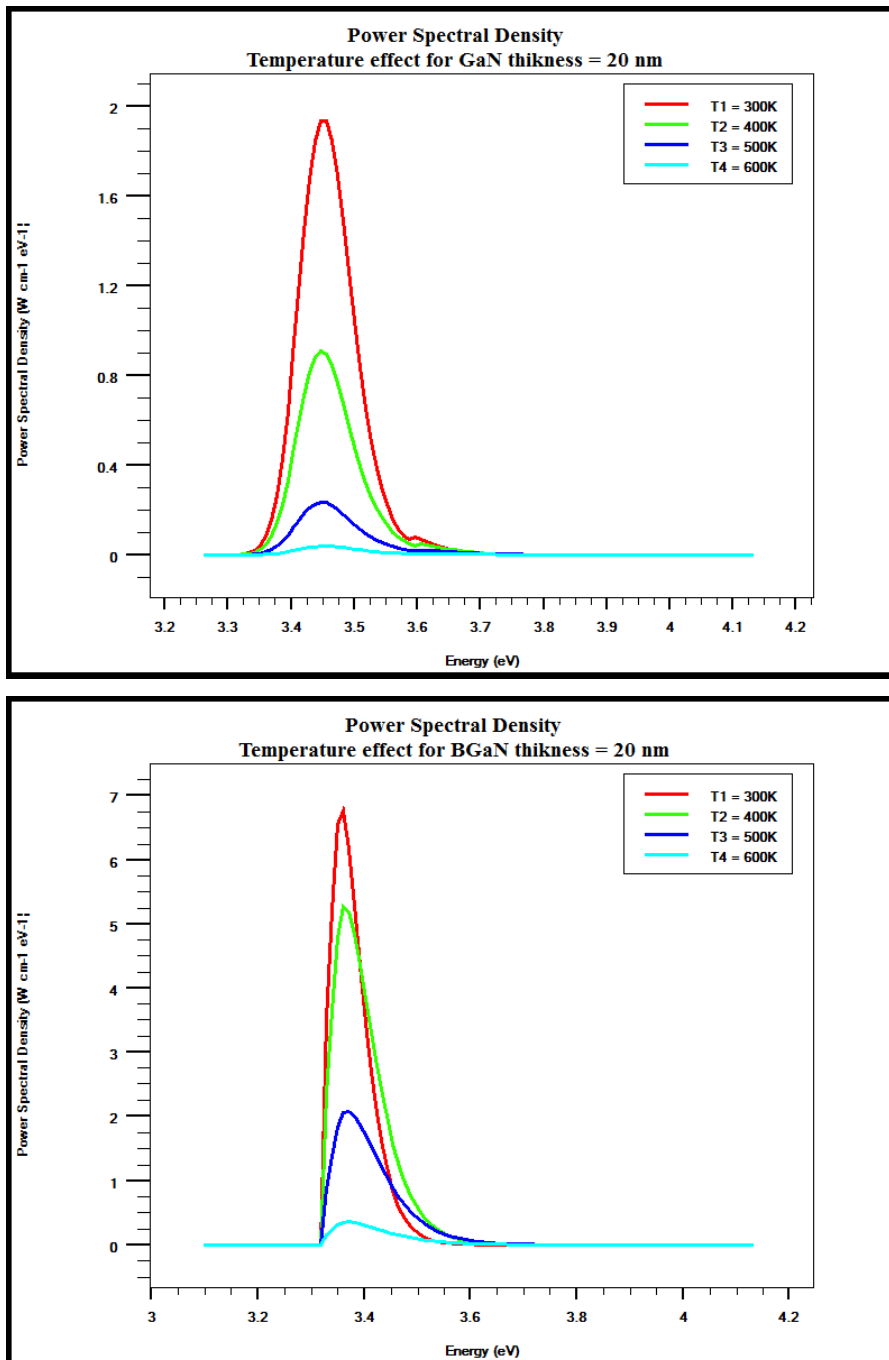 Power Spectral Density
Temperature effect for GaN thikness = 20 nm
T1 = 300K
T2 = 400K
T3 = 500K
T4 = 600K
2
1.6
1.2
0.8
0.4
0
Power Spectral Density (W cm-1 eV-1¦
3.2 3.3 3.4 3.5 3.6 3.7 3.8 3.9 4 4.1 4.2
Energy (eV)
Power Spectral Density
Temperature effect for BGaN thikness = 20 nm
T1 = 300K
T2 = 400K
T3 = 500K
T4 = 600K
7
6
5
4
3
2
1
0
Power Spectral Density (W cm-1 eV-1¦
3 3.2 3.4 3.6 3.8 4 4.2
Energy (eV)